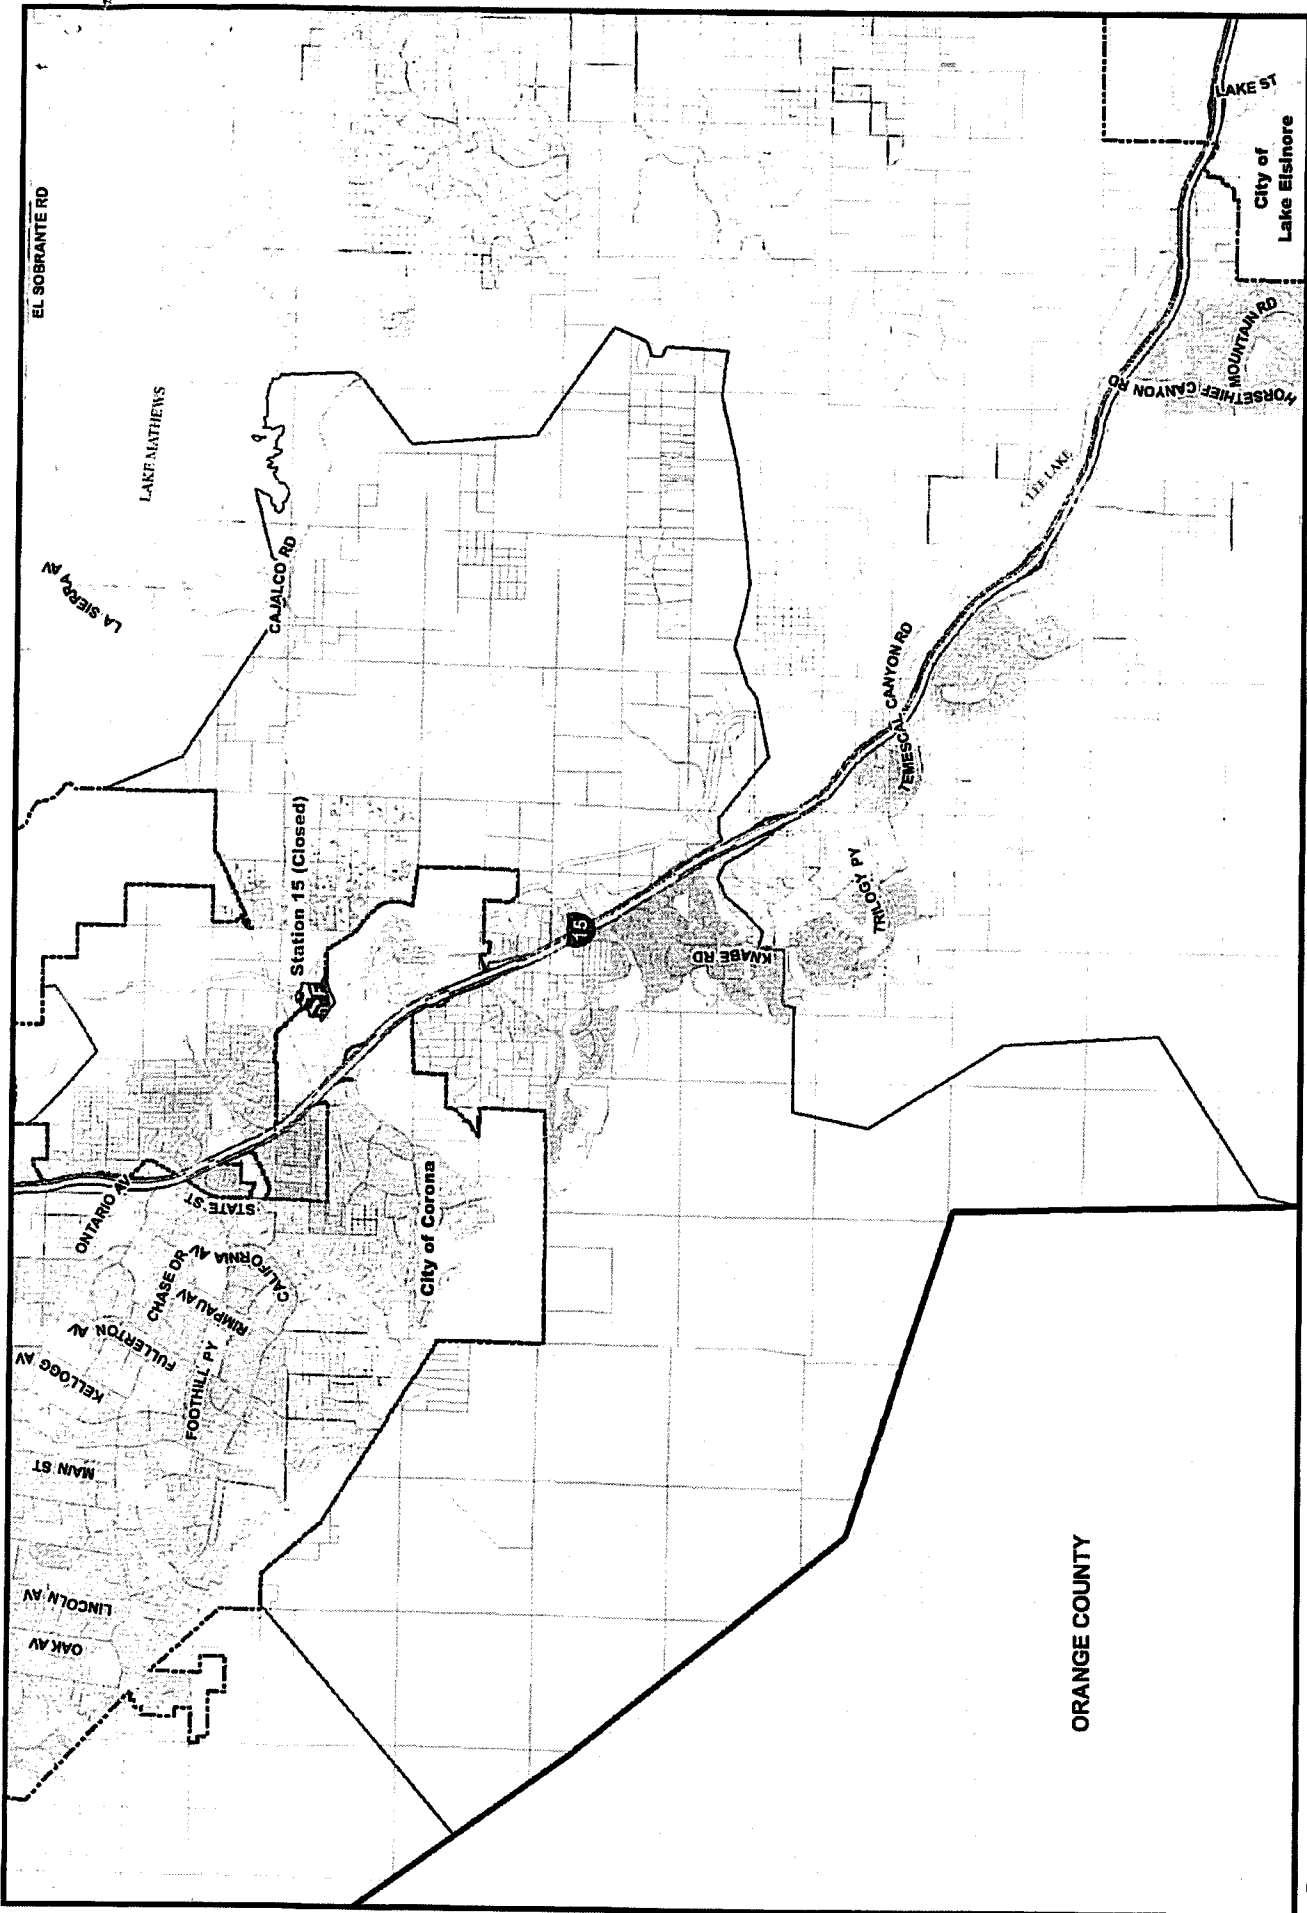 EL SOBRANTE RD
LAKE ST
City of
Lake Elsinore
MOUNTAIN RD
HORSETHIEF CANYON RD
LAKE MATHEWS
LEE LAKE
LA SIERRA AV
CAJALCO RD
TEMESCAL CANYON RD
Station 15 (Closed)
TRILOGY PY
15
KNABE RD
ONTARIO AV
STATE ST
City of Corona
CHASE DR
CALIFORNIA AV
RIMPAU AV
FULLERTON AV
KELLOGG AV
FOOTHILL PY
MAIN ST
LINCOLN AV
OAK AV
ORANGE COUNTY